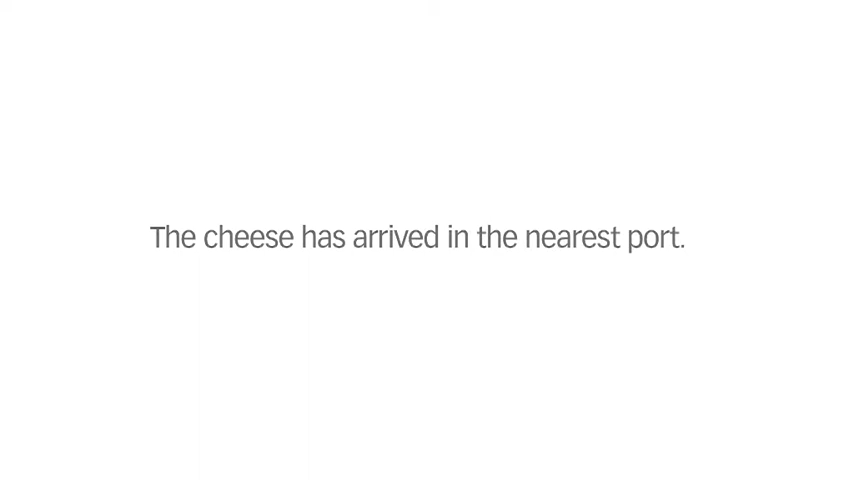 The cheese has arrived in the nearest port.